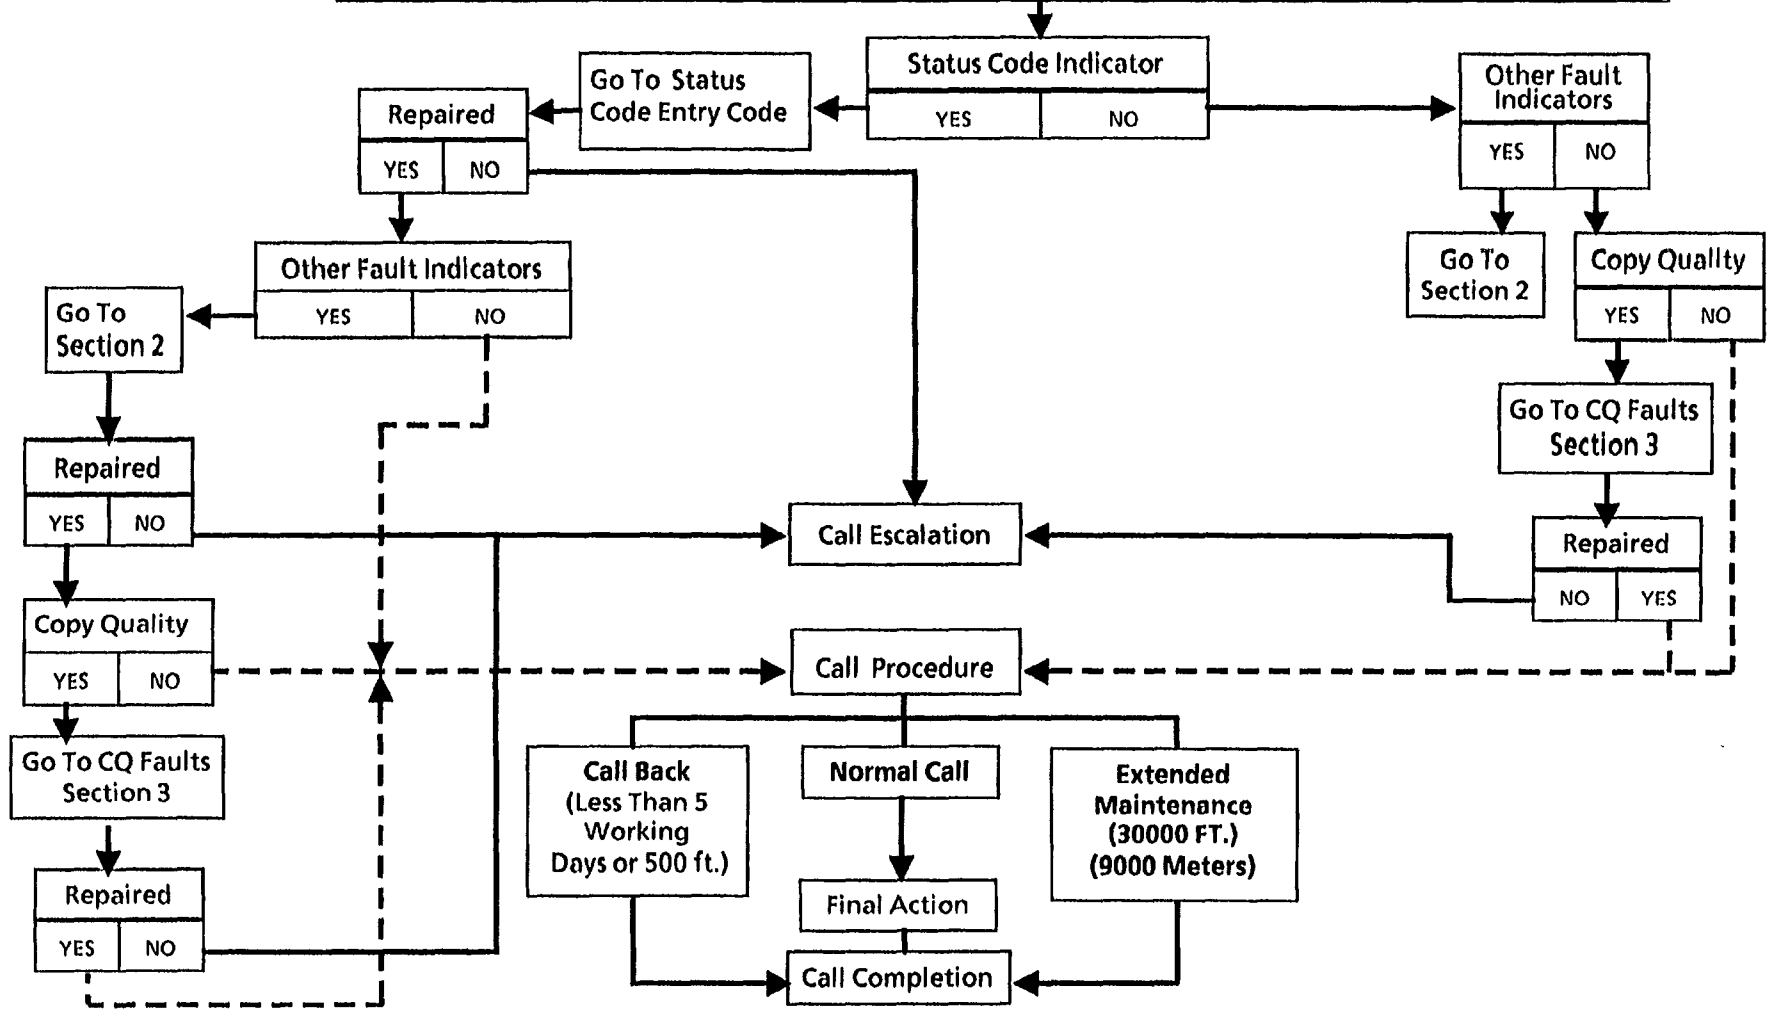 Status Code Indicator
YES
NO
Go To Status
Code Entry Code
Repaired
YES
NO
Other Fault
Indicators
YES
NO
Other Fault Indicators
YES
NO
Go To
Section 2
Go To
Section 2
Copy Quality
YES
NO
Go To CQ Faults
Section 3
Repaired
YES
NO
Call Escalation
Repaired
NO
YES
Copy Quality
YES
NO
Call Procedure
Go To CQ Faults
Section 3
Call Back
(Less Than 5
Working
Days or 500 ft.)
Normal Call
Extended
Maintenance
(30000 FT.)
(9000 Meters)
Repaired
YES
NO
Final Action
Call Completion